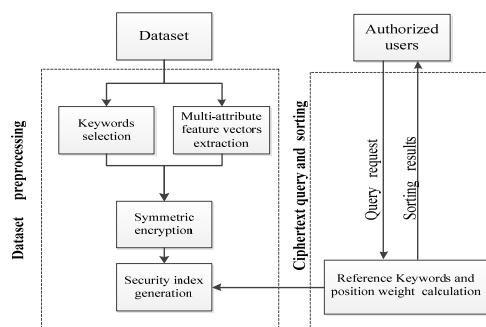 Dataset
Authorized
users
Dataset preprocessing
Keywords
selection
Multi-attribute
feature vectors
extraction
Symmetric
encryption
Security index
generation
Ciphertext query and sorting
Query request
Sorting results
Reference Keywords and
position weight calculation